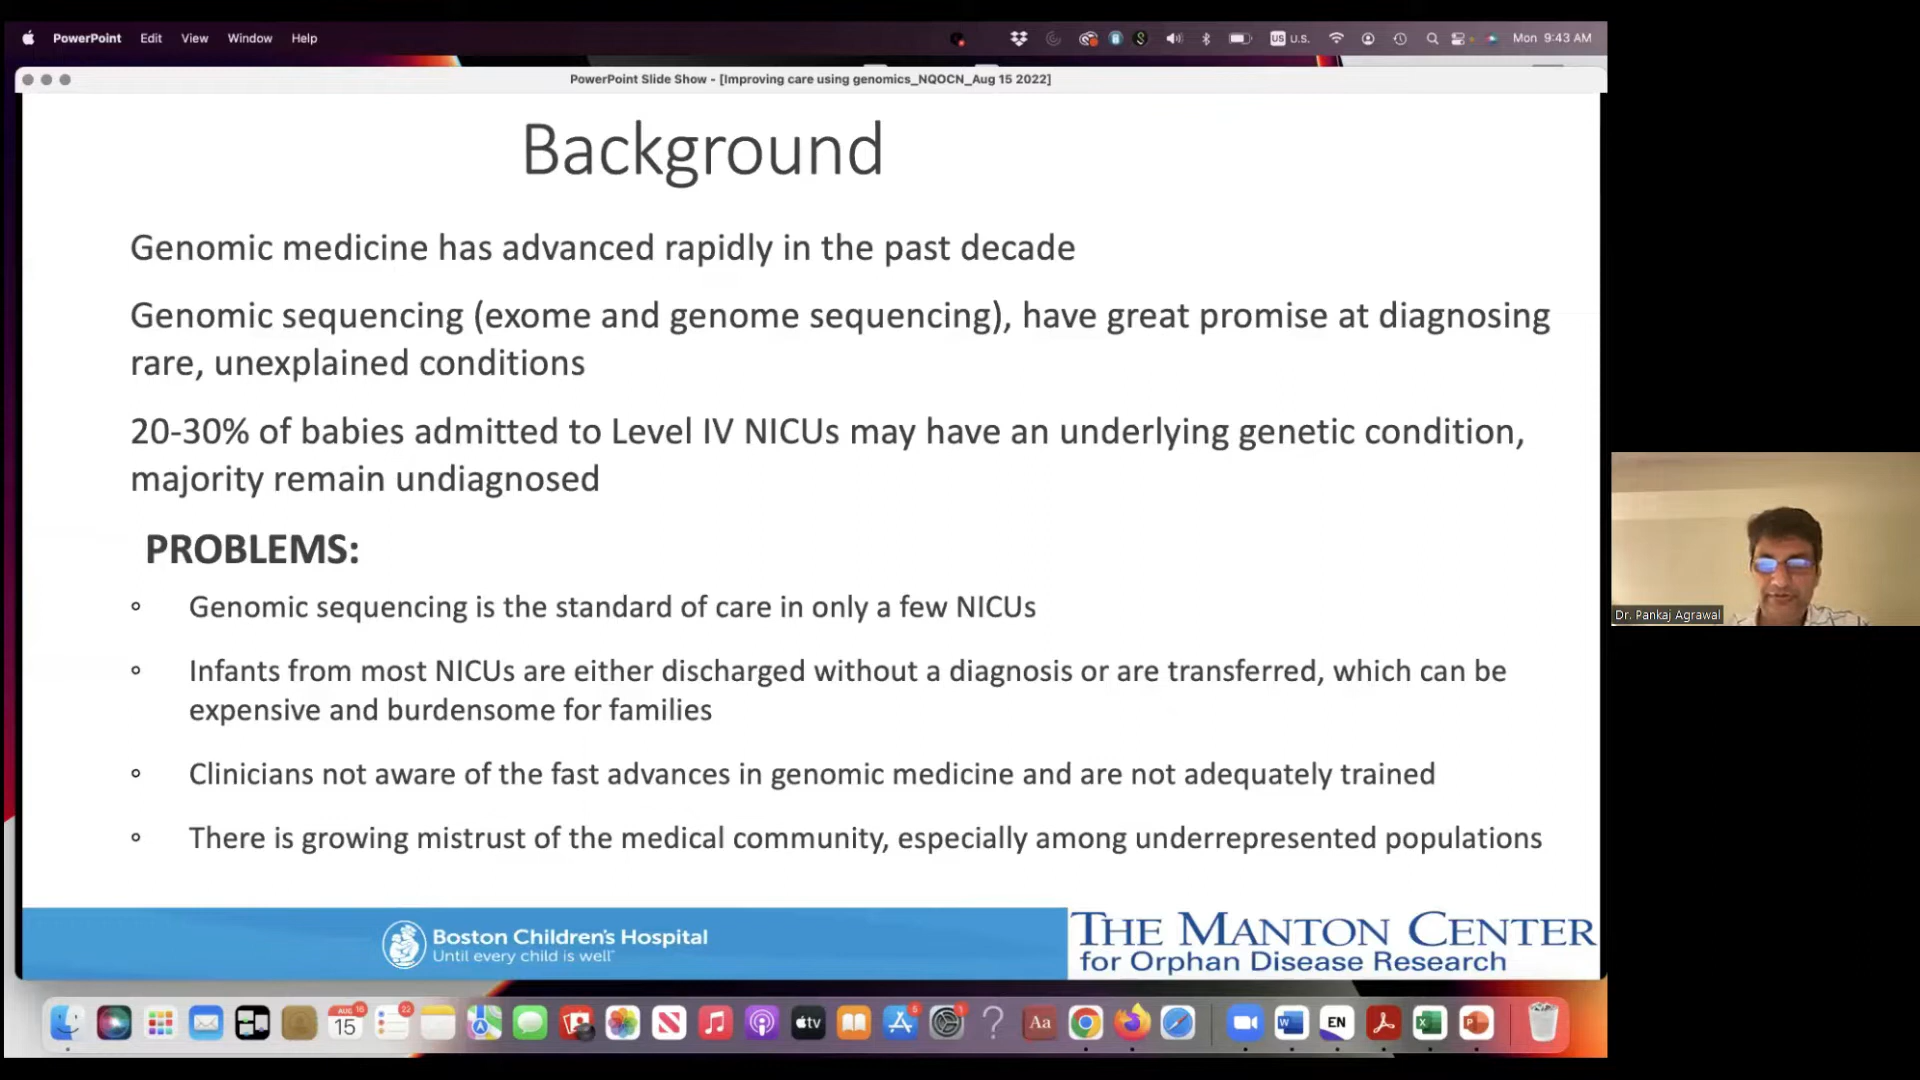 PowerPoint Edit View Window Help
US U.S. Mon 9:43 AM
PowerPoint Slide Show - [Improving care using genomics_NQOCN_Aug 15 2022]
Background
Genomic medicine has advanced rapidly in the past decade
Genomic sequencing (exome and genome sequencing), have great promise at diagnosing
rare, unexplained conditions
20-30% of babies admitted to Level IV NICUs may have an underlying genetic condition,
majority remain undiagnosed
PROBLEMS:
Genomic sequencing is the standard of care in only a few NICUs
Infants from most NICUs are either discharged without a diagnosis or are transferred, which can be
expensive and burdensome for families
Clinicians not aware of the fast advances in genomic medicine and are not adequately trained
There is growing mistrust of the medical community, especially among underrepresented populations
Boston Children's Hospital
Until every child is well
THE MANTON CENTER
for Orphan Disease Research
Dr. Pankaj Agrawal
AUG
15
tv
Aa
EN